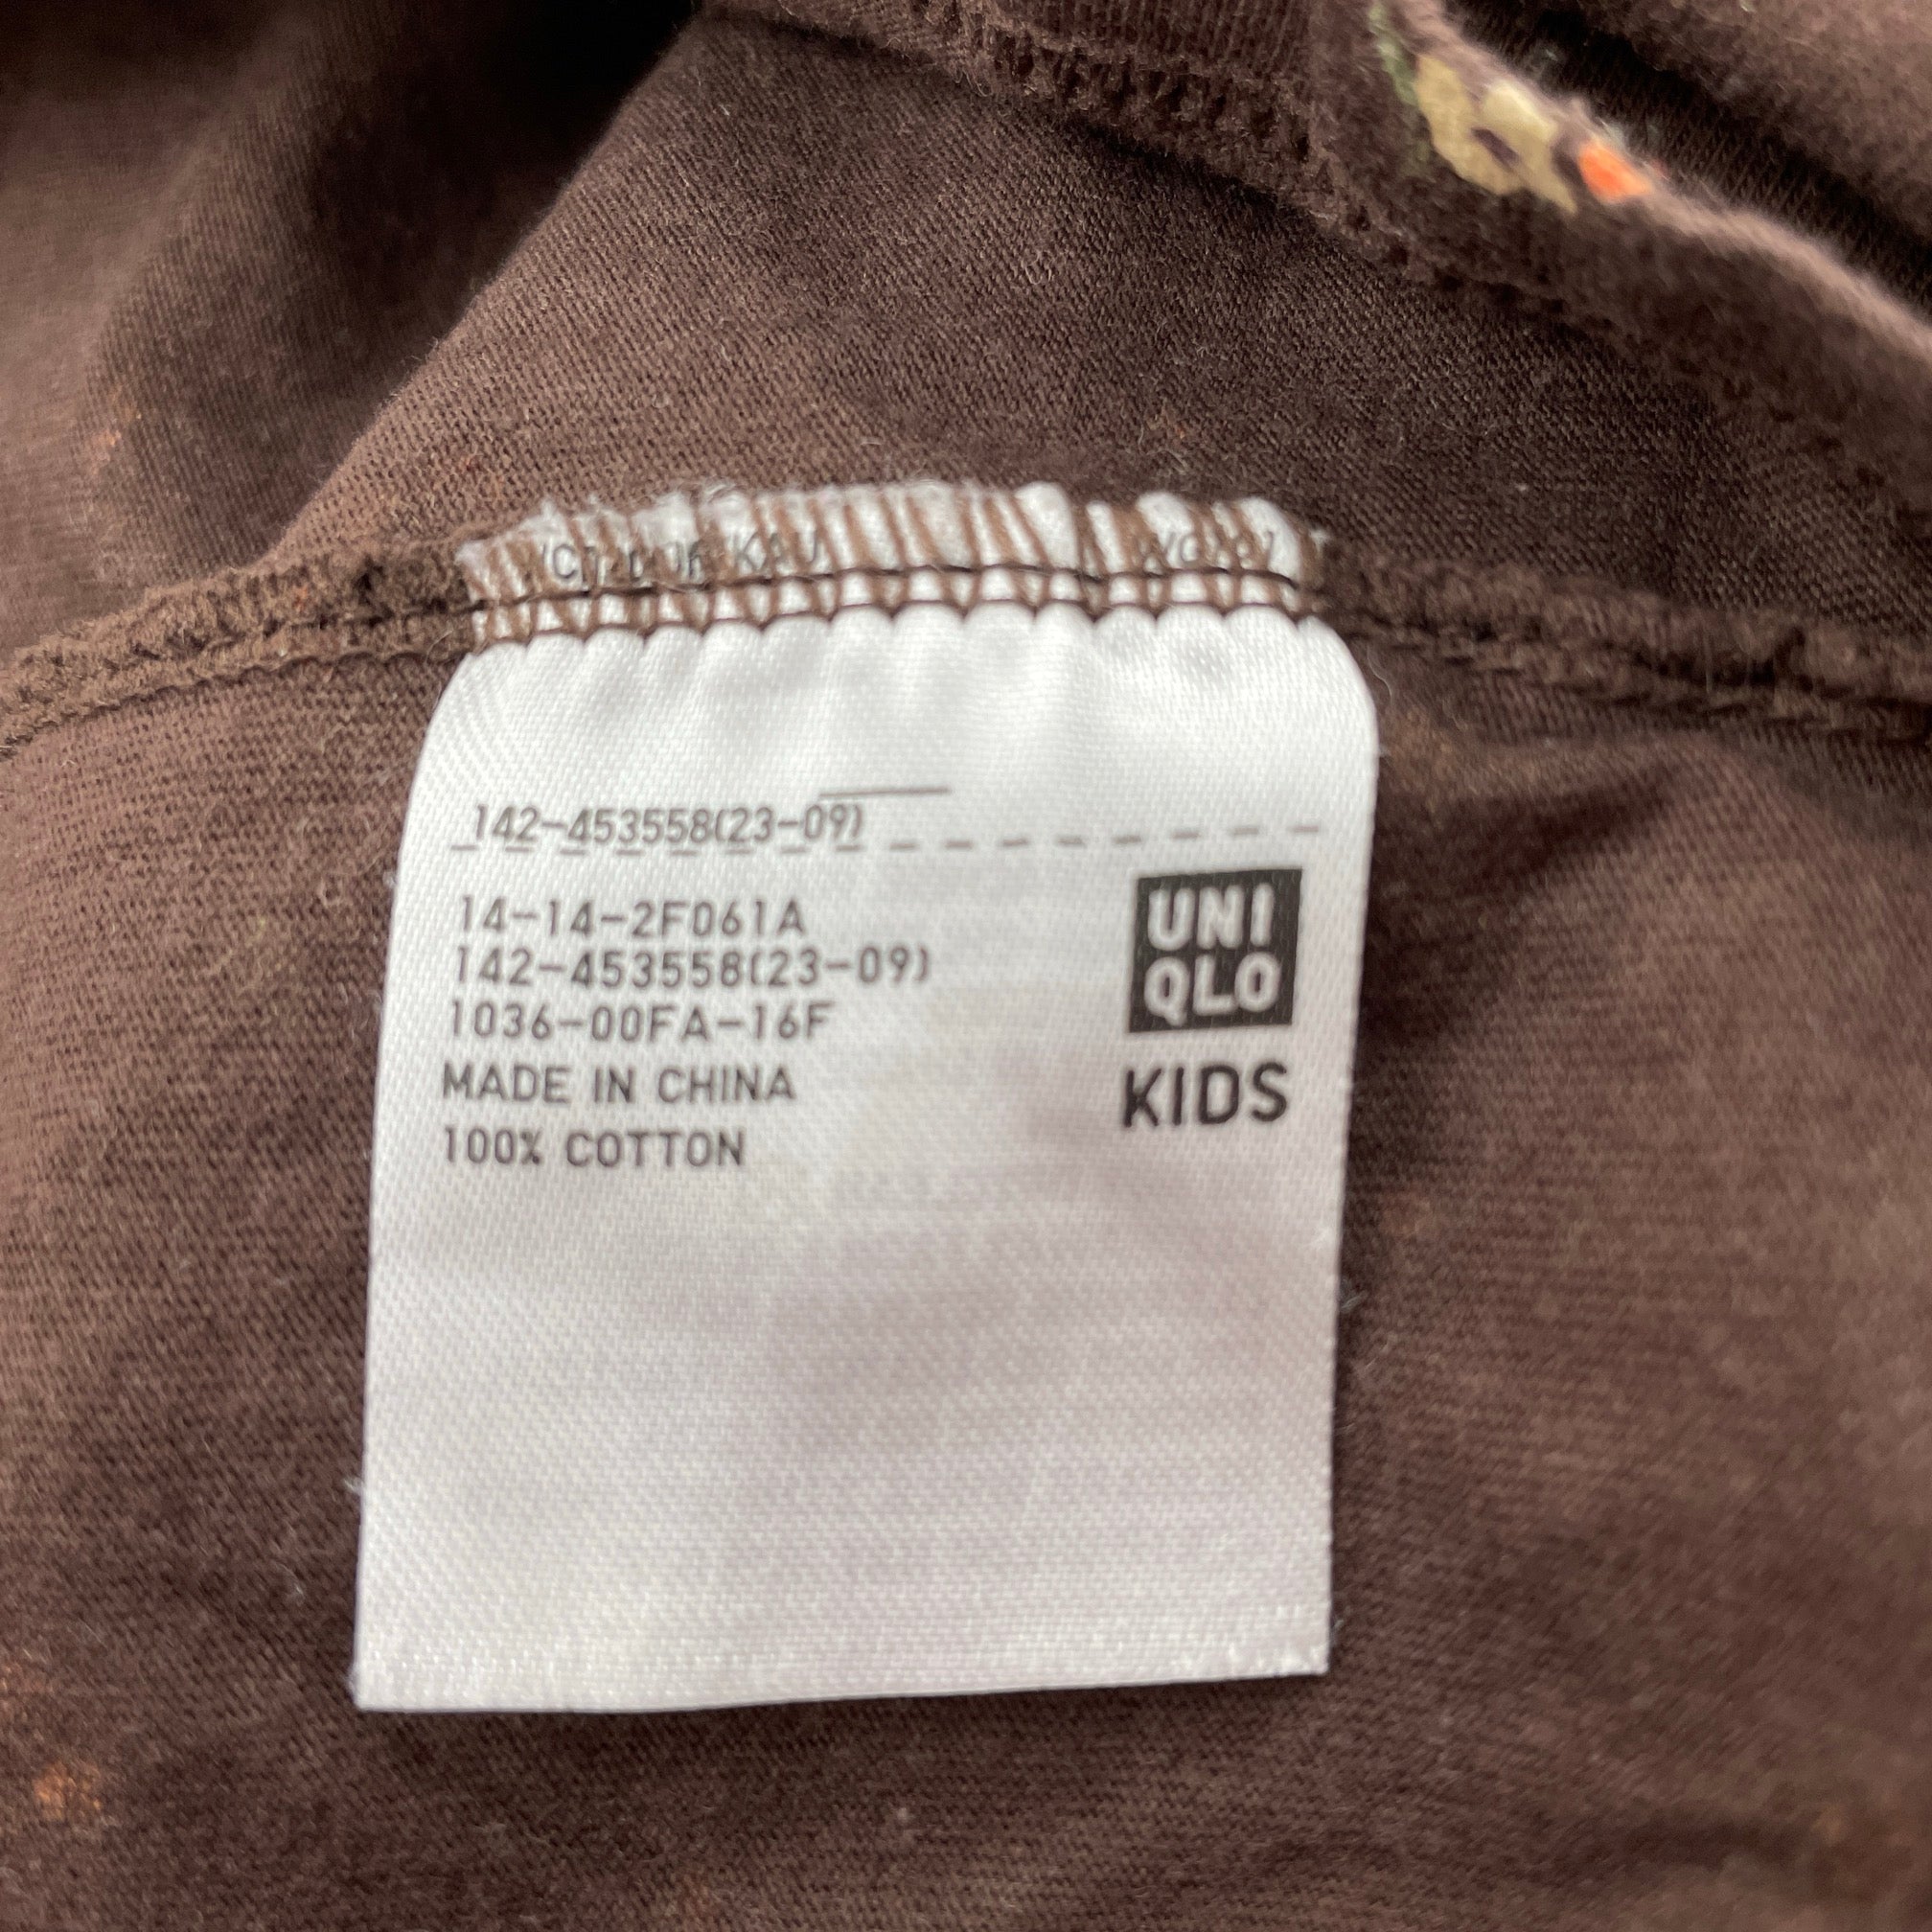 142-453558(23-09)
14-14-2F061A
142-453558(23-09)
1036-00FA-16F
MADE IN CHINA
100% COTTON
UNI
QLO
KIDS